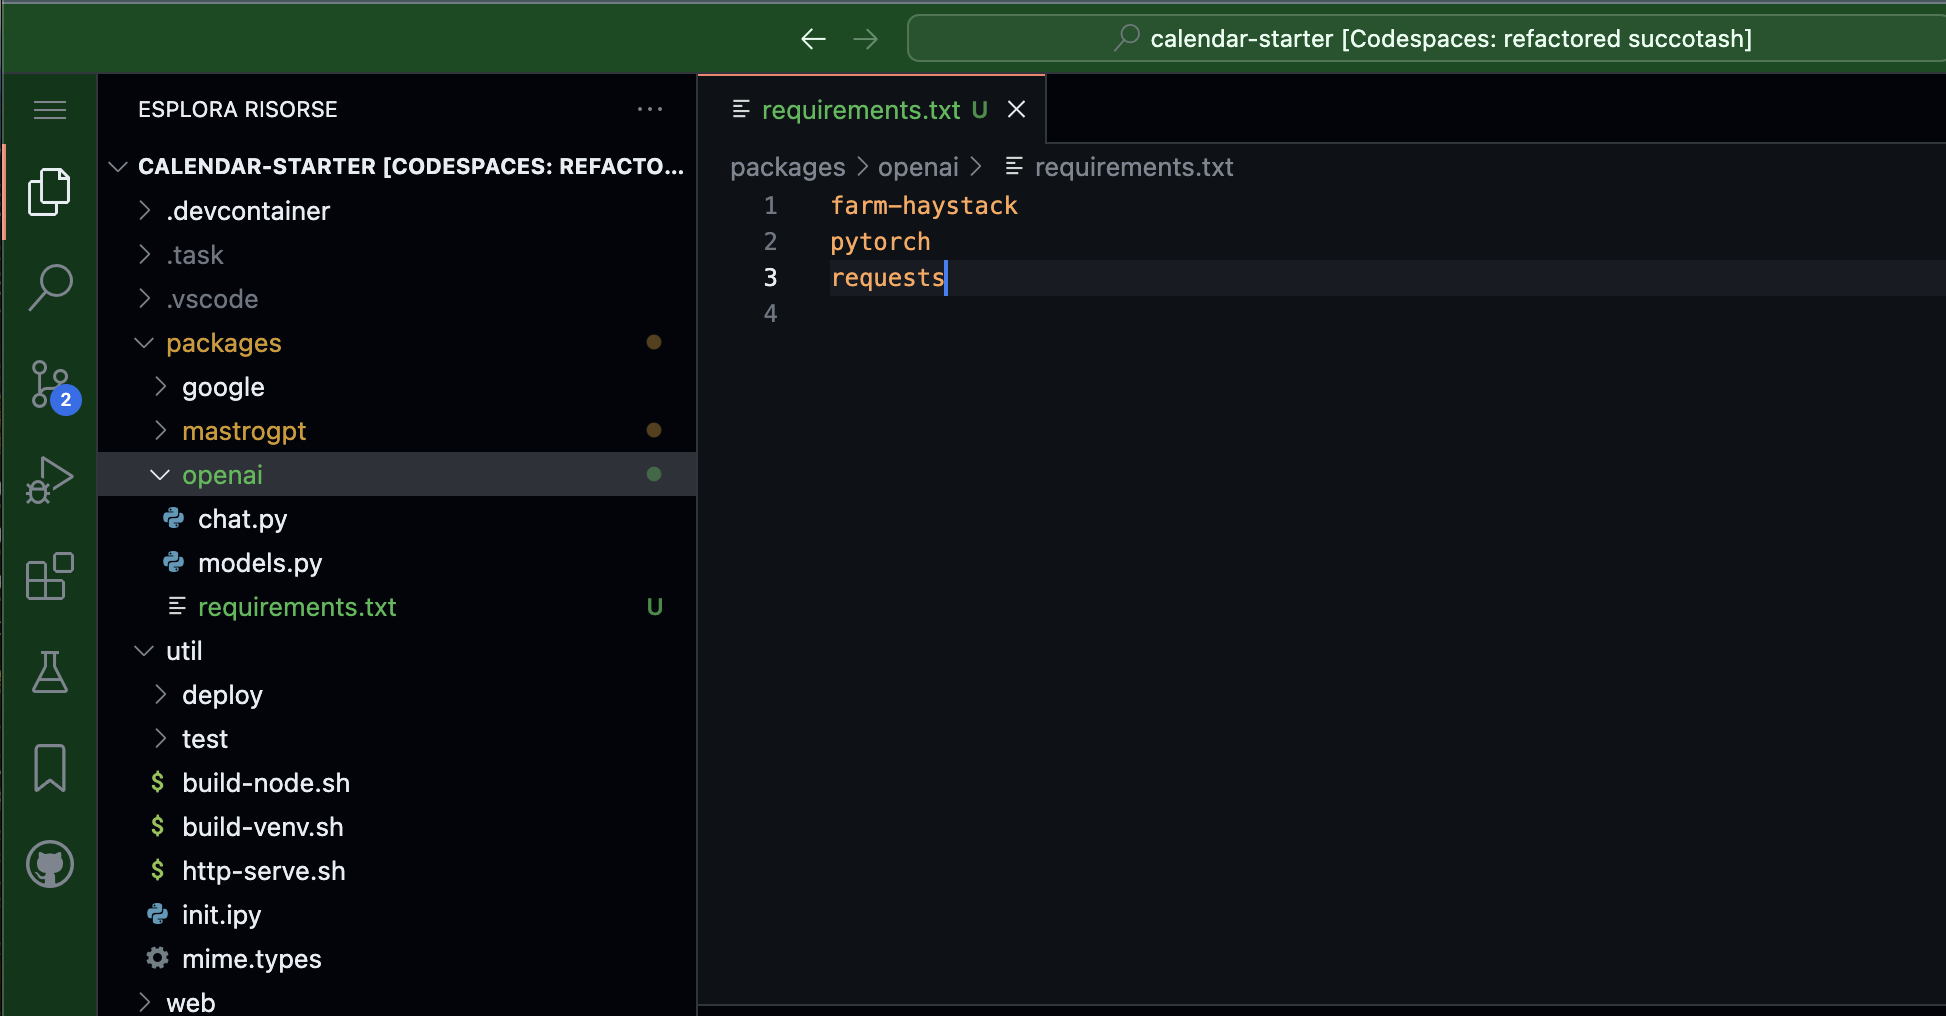 calendar-starter [Codespaces: refactored succotash]
ESPLORA RISORSE
CALENDAR-STARTER [CODESPACES: REFACTO...
.devcontainer
.task
.vscode
packages
google
mastrogpt
openai
chat.py
models.py
requirements.txt U
util
deploy
test
$ build-node.sh
$ build-venv.sh
$ http-serve.sh
init.ipy
mime.types
web
2
requirements.txt U
packages > openai > requirements.txt
1 farm-haystack
2 pytorch
3 requests
4